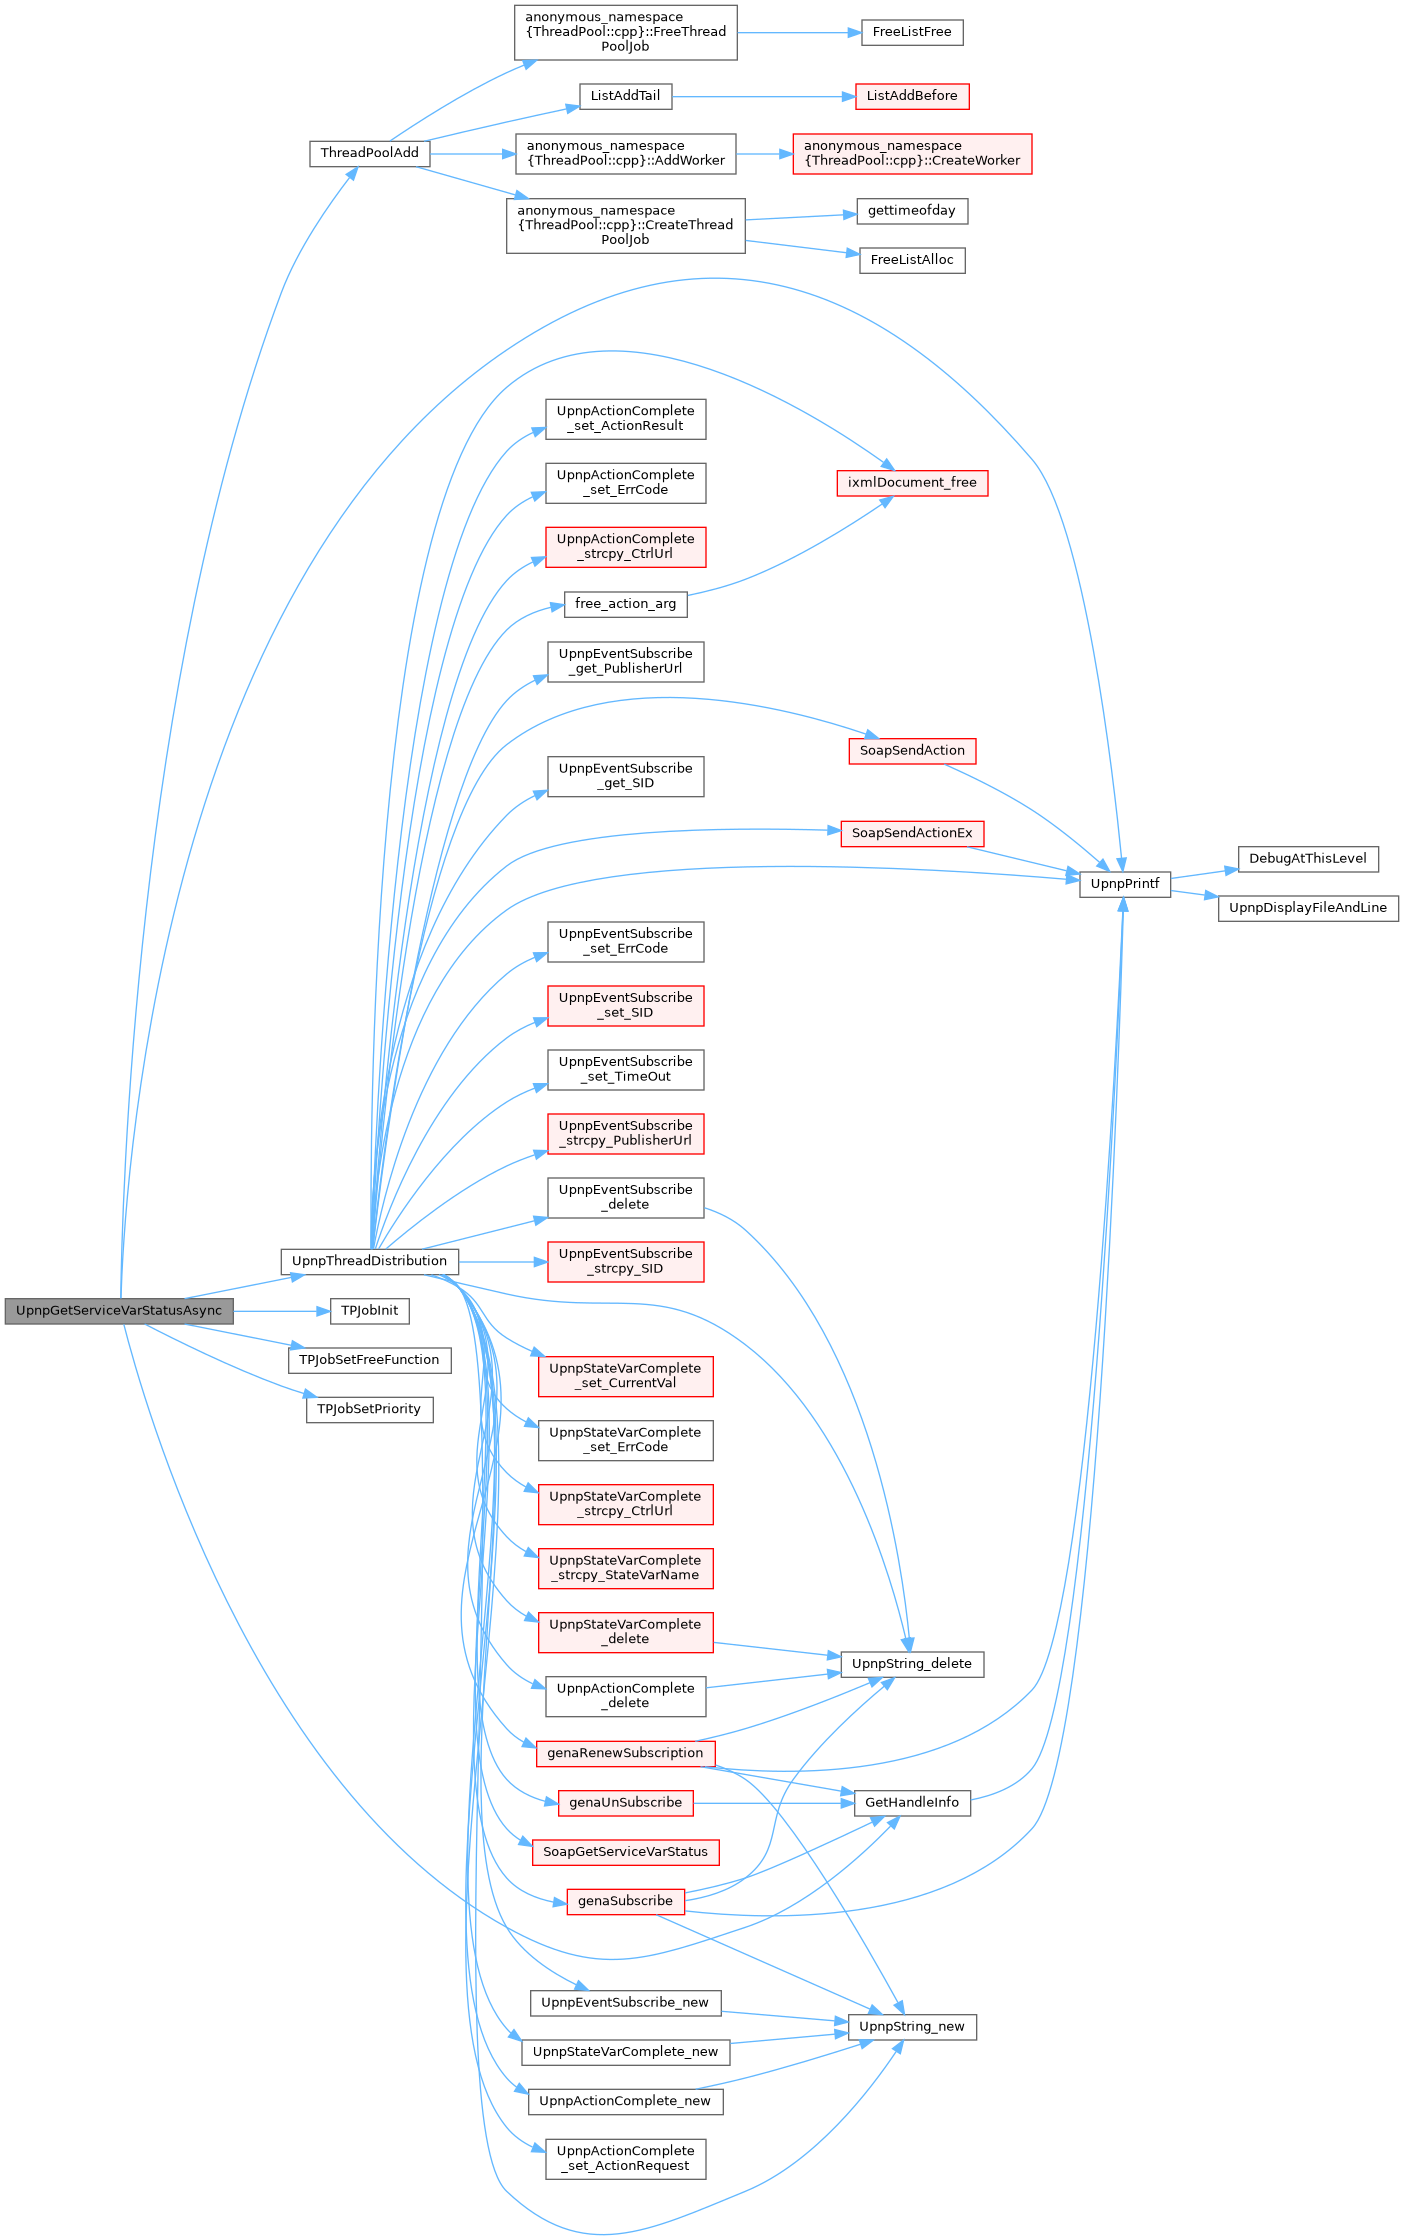 anonymous_namespace
{ThreadPool::cpp}::FreeThread
PoolJob
FreeListFree
ListAddTail
ListAddBefore
ThreadPoolAdd
anonymous_namespace
{ThreadPool::cpp}::AddWorker
anonymous_namespace
{ThreadPool::cpp}::CreateWorker
anonymous_namespace
{ThreadPool::cpp}::CreateThread
PoolJob
gettimeofday
FreeListAlloc
UpnpActionComplete
_set_ActionResult
UpnpActionComplete
_set_ErrCode
ixmlDocument_free
UpnpActionComplete
_strcpy_CtrlUrl
free_action_arg
UpnpEventSubscribe
_get_PublisherUrl
SoapSendAction
UpnpEventSubscribe
_get_SID
SoapSendActionEx
UpnpPrintf
DebugAtThisLevel
UpnpDisplayFileAndLine
UpnpEventSubscribe
_set_ErrCode
UpnpEventSubscribe
_set_SID
UpnpEventSubscribe
_set_TimeOut
UpnpEventSubscribe
_strcpy_PublisherUrl
UpnpEventSubscribe
_delete
UpnpThreadDistribution
UpnpEventSubscribe
_strcpy_SID
UpnpGetServiceVarStatusAsync
TPJobInit
TPJobSetFreeFunction
TPJobSetPriority
UpnpStateVarComplete
_set_CurrentVal
UpnpStateVarComplete
_set_ErrCode
UpnpStateVarComplete
_strcpy_CtrlUrl
UpnpStateVarComplete
_strcpy_StateVarName
UpnpStateVarComplete
_delete
UpnpString_delete
UpnpActionComplete
_delete
genaRenewSubscription
genaUnSubscribe
GetHandleInfo
SoapGetServiceVarStatus
genaSubscribe
UpnpEventSubscribe_new
UpnpString_new
UpnpStateVarComplete_new
UpnpActionComplete_new
UpnpActionComplete
_set_ActionRequest